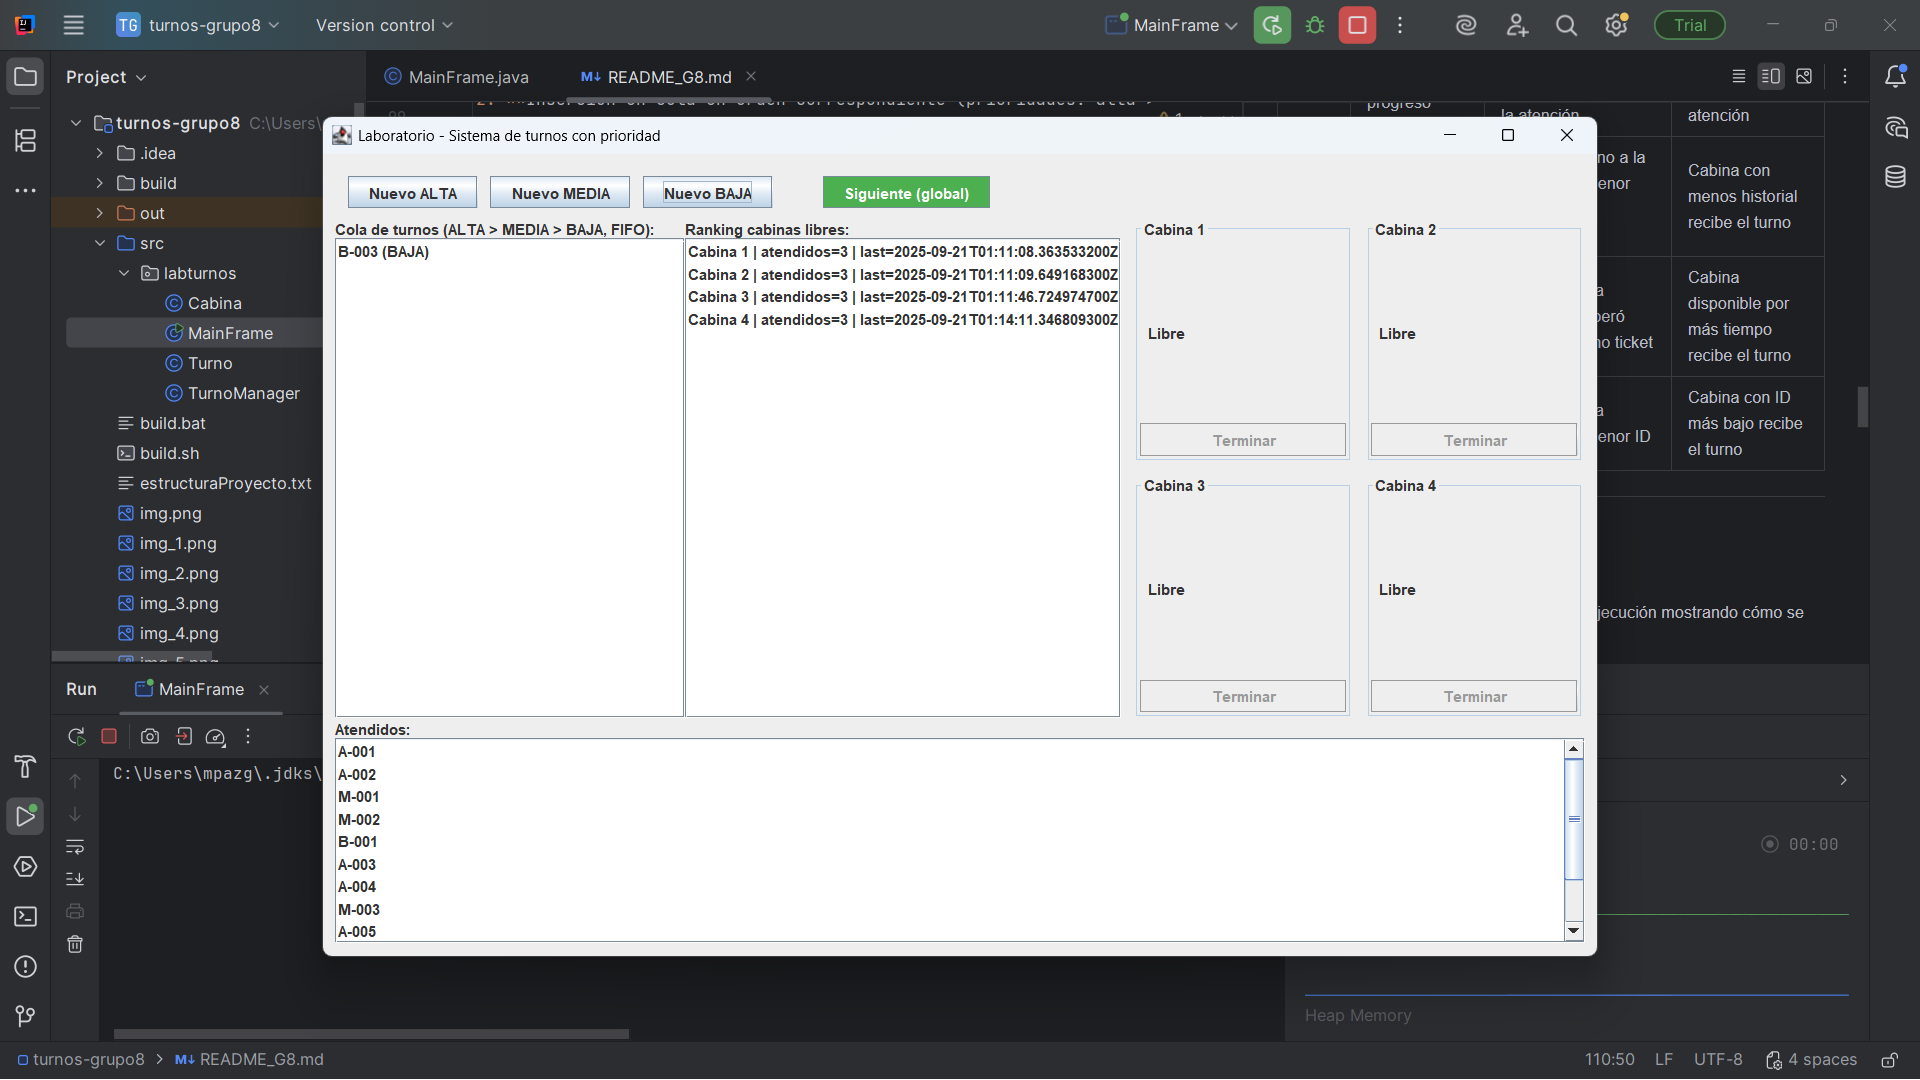 TG turnos-grupo8
Version control
MainFrame
Trial
Project
MainFrame.java
M↓ README_G8.md
turnos-grupo8 C:\Users\
.idea
build
out
src
labturnos
Cabina
MainFrame
Turno
TurnoManager
build.bat
build.sh
estructuraProyecto.txt
img.png
img_1.png
img_2.png
img_3.png
img_4.png
progreso
la atención
atención
no a la
enor
Cabina con
menos historial
recibe el turno
a
peró
no ticket
Cabina
disponible por
más tiempo
recibe el turno
a
enor ID
Cabina con ID
más bajo recibe
el turno
jecución mostrando cómo se
Laboratorio - Sistema de turnos con prioridad
Nuevo ALTA
Nuevo MEDIA
Nuevo BAJA
Siguiente (global)
Cola de turnos (ALTA > MEDIA > BAJA, FIFO):
B-003 (BAJA)
Ranking cabinas libres:
Cabina 1 | atendidos=3 | last=2025-09-21T01:11:08.363533200Z
Cabina 2 | atendidos=3 | last=2025-09-21T01:11:09.649168300Z
Cabina 3 | atendidos=3 | last=2025-09-21T01:11:46.724974700Z
Cabina 4 | atendidos=3 | last=2025-09-21T01:14:11.346809300Z
Cabina 1
Libre
Terminar
Cabina 2
Libre
Terminar
Cabina 3
Libre
Terminar
Cabina 4
Libre
Terminar
Atendidos:
A-001
A-002
M-001
M-002
B-001
A-003
A-004
M-003
A-005
Run
MainFrame
C:\Users\mpazg\.jdks\
00:00
Heap Memory
turnos-grupo8 > M↓ README_G8.md
110:50
LF
UTF-8
4 spaces